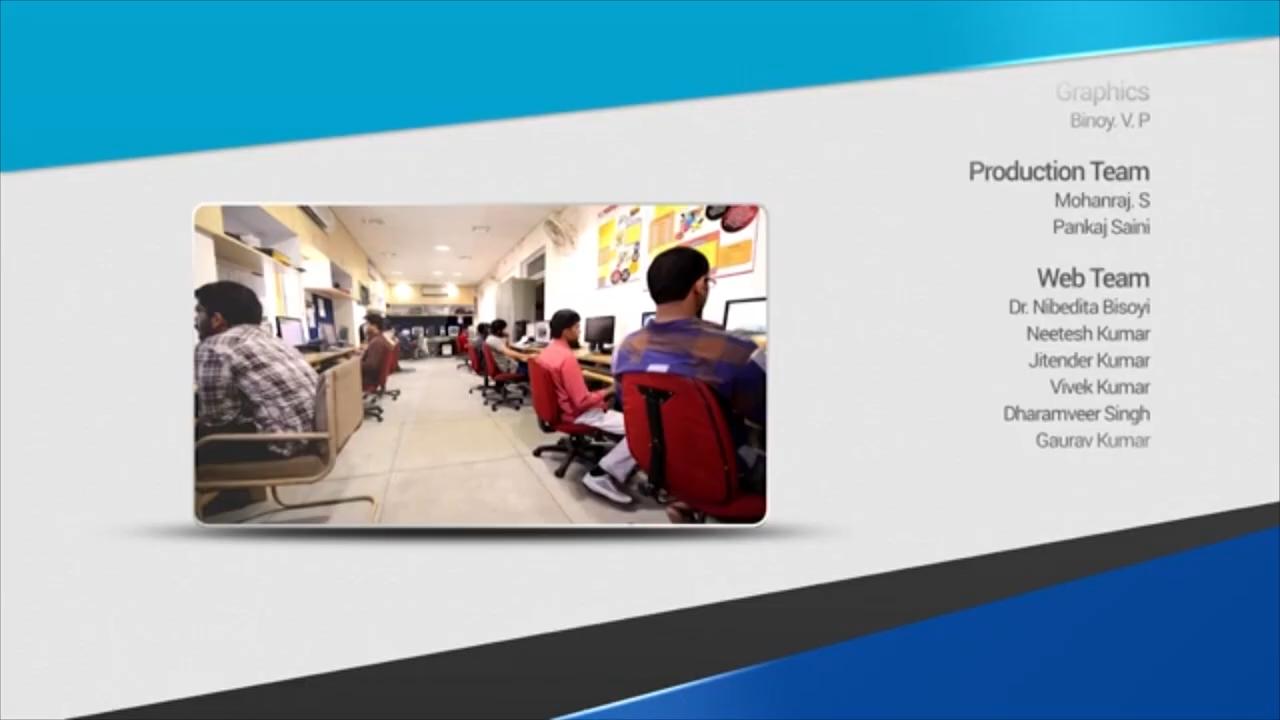 Graphics
Binoy. V. P
Production Team
Mohanraj. S
Pankaj Saini
Web Team
Dr. Nibedita Bisoyi
Neetesh Kumar
Jitender Kumar
Vivek Kumar
Dharamveer Singh
Gaurav Kumar